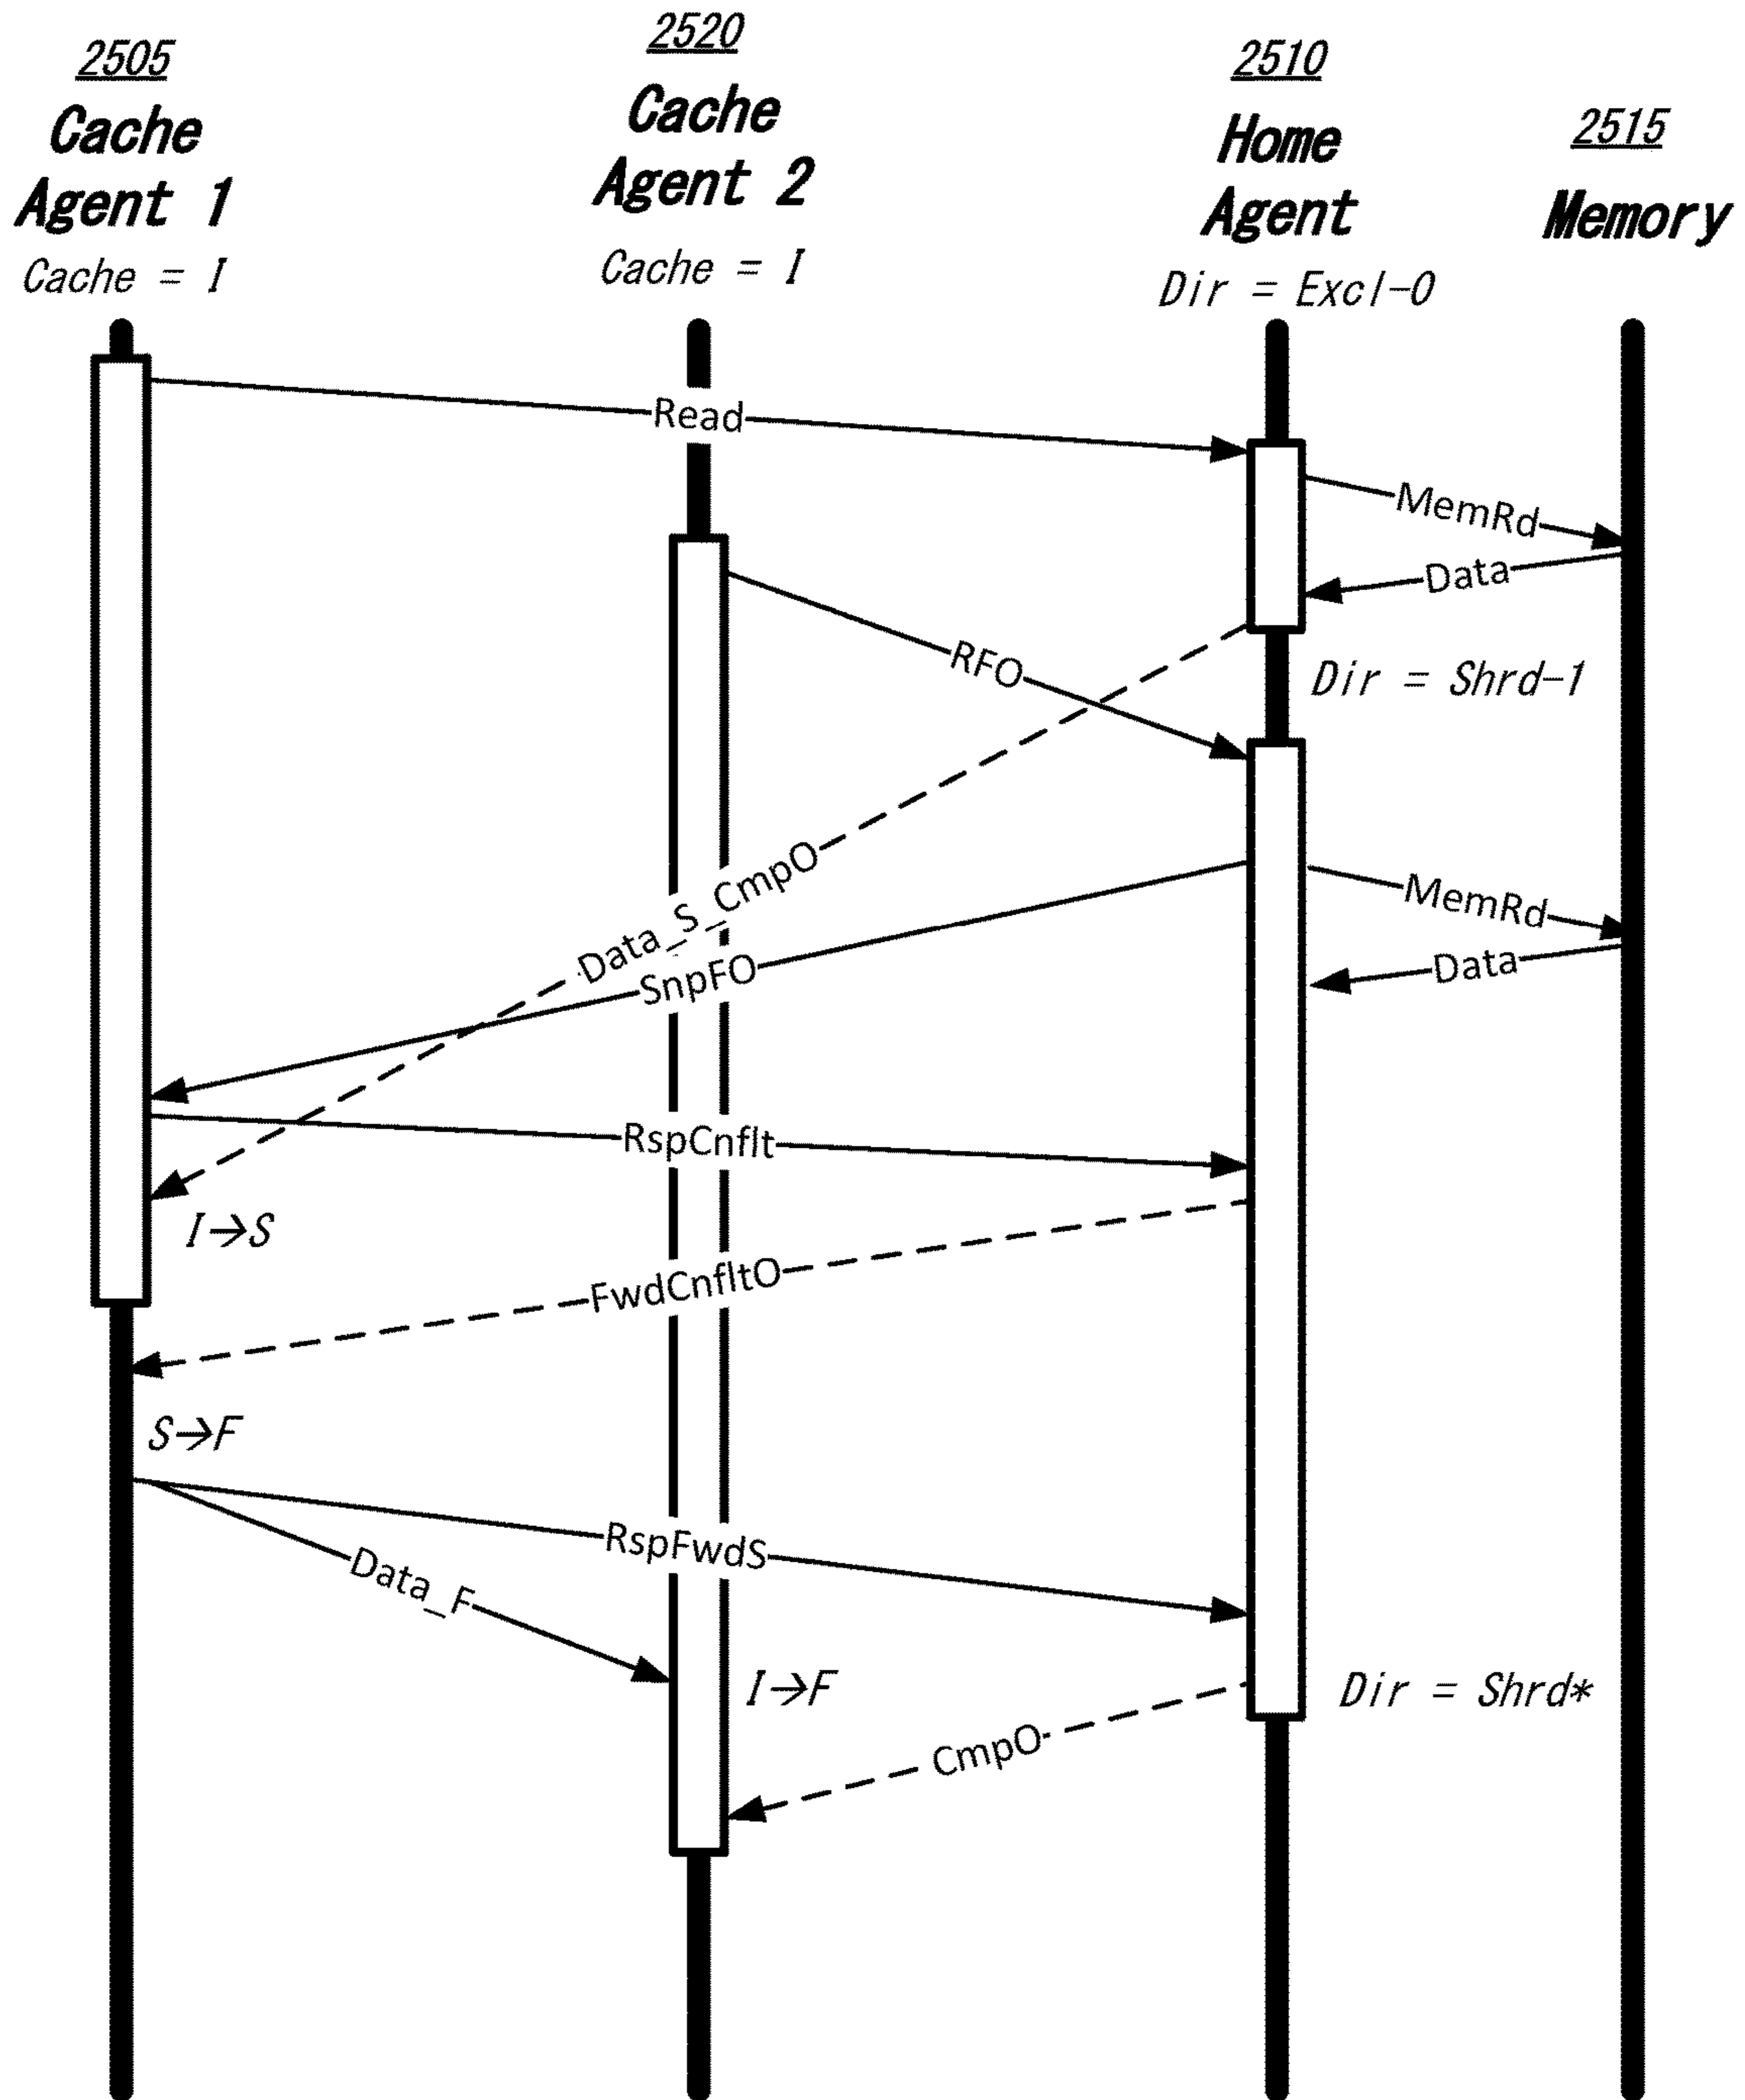 2505
Cache
Agent 1
Cache = I
2520
Cache
Agent 2
Cache = I
2510
Home
Agent
Dir = Excl-0
2515
Memory
Read
MemRd
Data
RFO
Dir = Shrd-1
Data_S_CmpO
SnpFO
MemRd
Data
RspCnflt
I→S
FwdCnfltO
S→F
RspFwdS
Data_F
I→F
Dir = Shrd*
CmpO